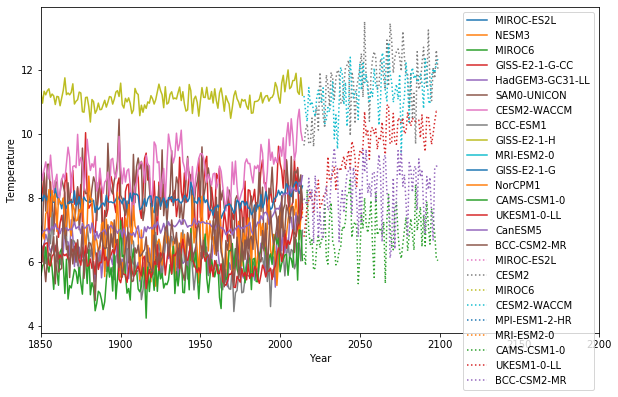 12
10
8
6
4
Temperature
1850
1900
1950
2000
2050
2100
2200
Year
MIROC-ES2L
NESM3
MIROC6
GISS-E2-1-G-CC
HadGEM3-GC31-LL
SAM0-UNICON
CESM2-WACCM
BCC-ESM1
GISS-E2-1-H
MRI-ESM2-0
GISS-E2-1-G
NorCPM1
CAMS-CSM1-0
UKESM1-0-LL
CanESM5
BCC-CSM2-MR
MIROC-ES2L
CESM2
MIROC6
CESM2-WACCM
MPI-ESM1-2-HR
MRI-ESM2-0
CAMS-CSM1-0
UKESM1-0-LL
BCC-CSM2-MR